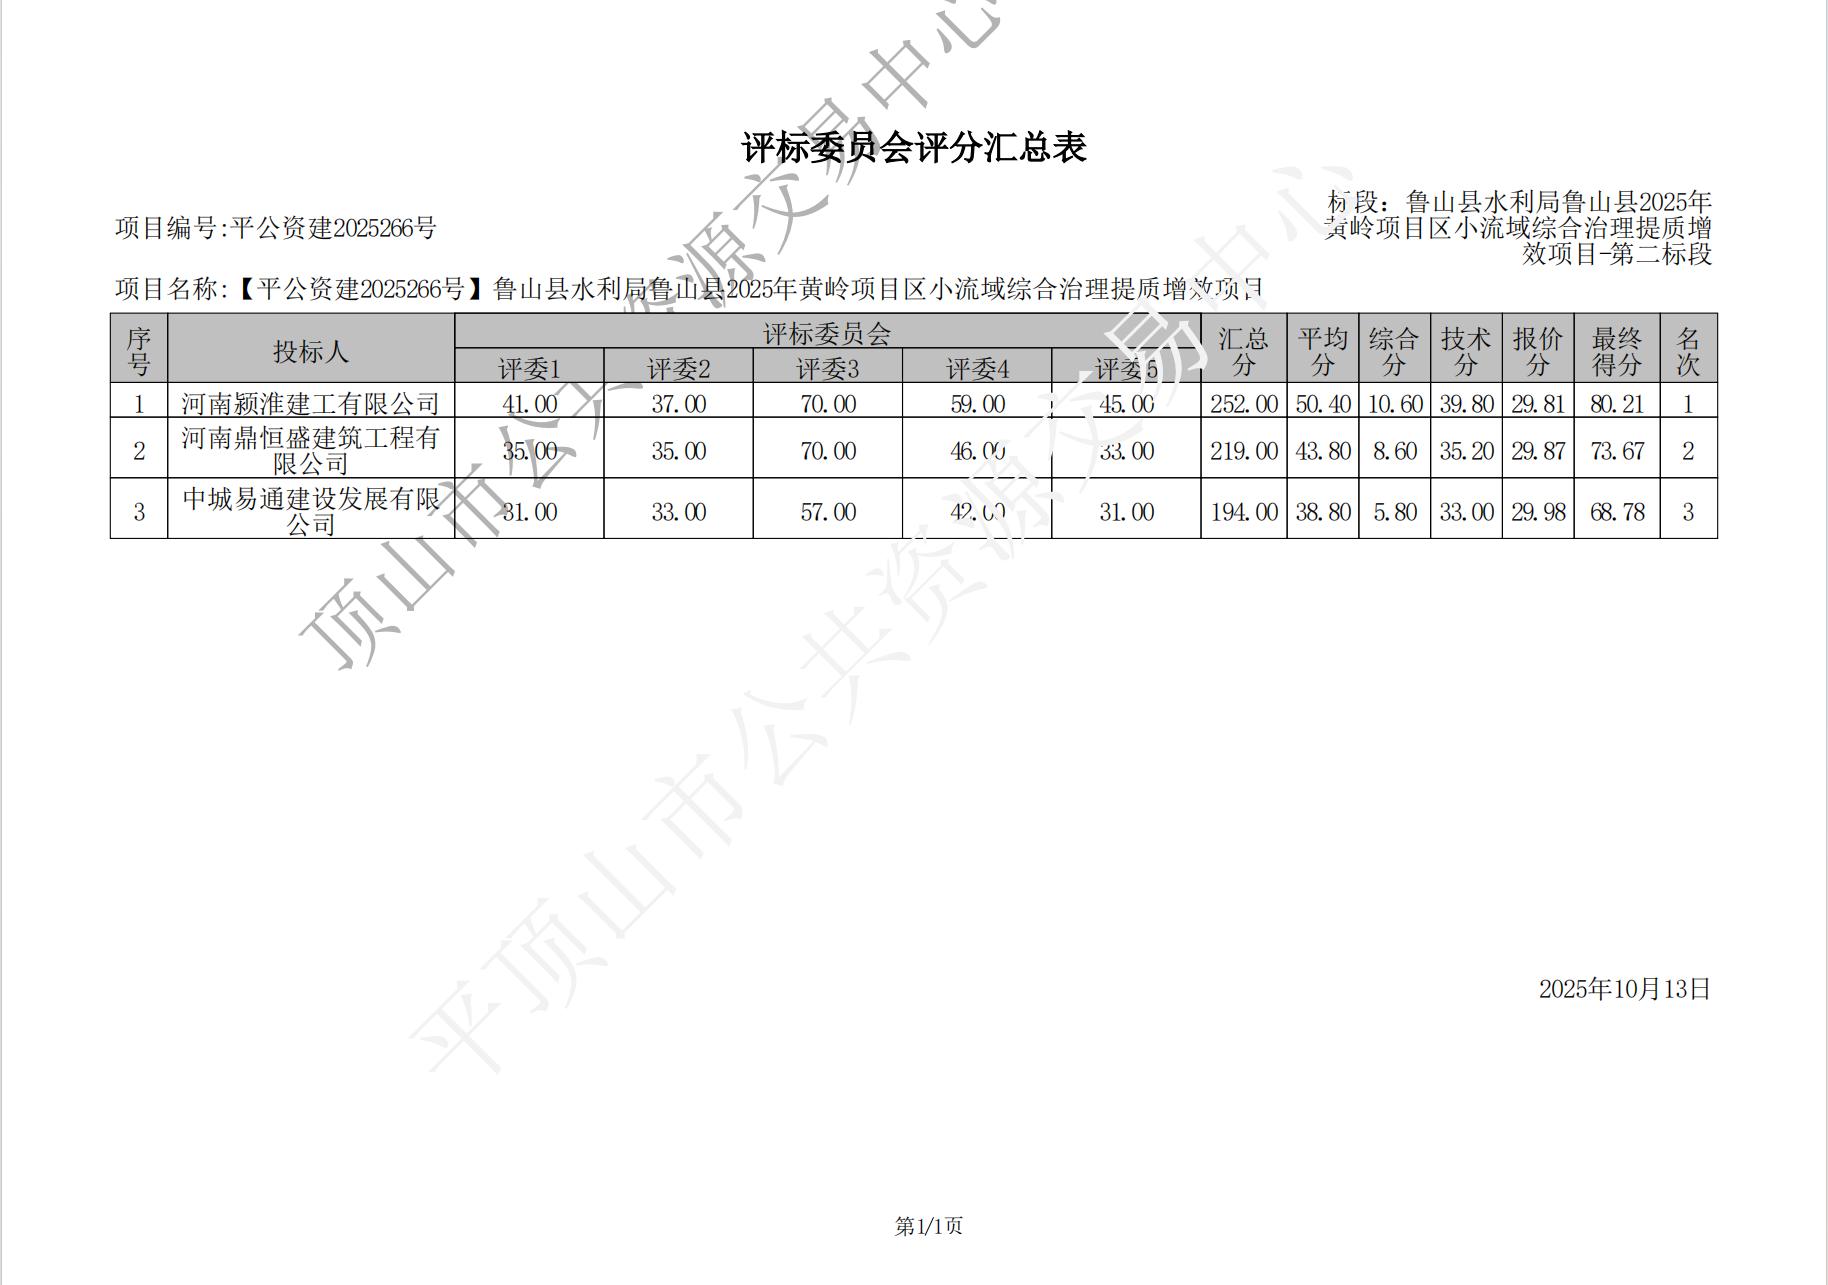 评标委员会评分汇总表
项目编号:平公资建2025266号
标段：鲁山县水利局鲁山县2025年
黄岭项目区小流域综合治理提质增
效项目-第二标段
项目名称:【平公资建2025266号】鲁山县水利局鲁山县2025年黄岭项目区小流域综合治理提质增效项目
序号 投标人 评标委员会 汇总分 平均分 综合分 技术分 报价分 最终得分 名次
评委1 评委2 评委3 评委4 评委5
1 河南颍淮建工有限公司 41.00 37.00 70.00 59.00 45.00 252.00 50.40 10.60 39.80 29.81 80.21 1
2 河南鼎恒盛建筑工程有限公司 35.00 35.00 70.00 46.00 33.00 219.00 43.80 8.60 35.20 29.87 73.67 2
3 中城易通建设发展有限公司 31.00 33.00 57.00 42.00 31.00 194.00 38.80 5.80 33.00 29.98 68.78 3
顶山市公共资源交易中心
平顶山市公共资源交易中心
2025年10月13日
第1/1页